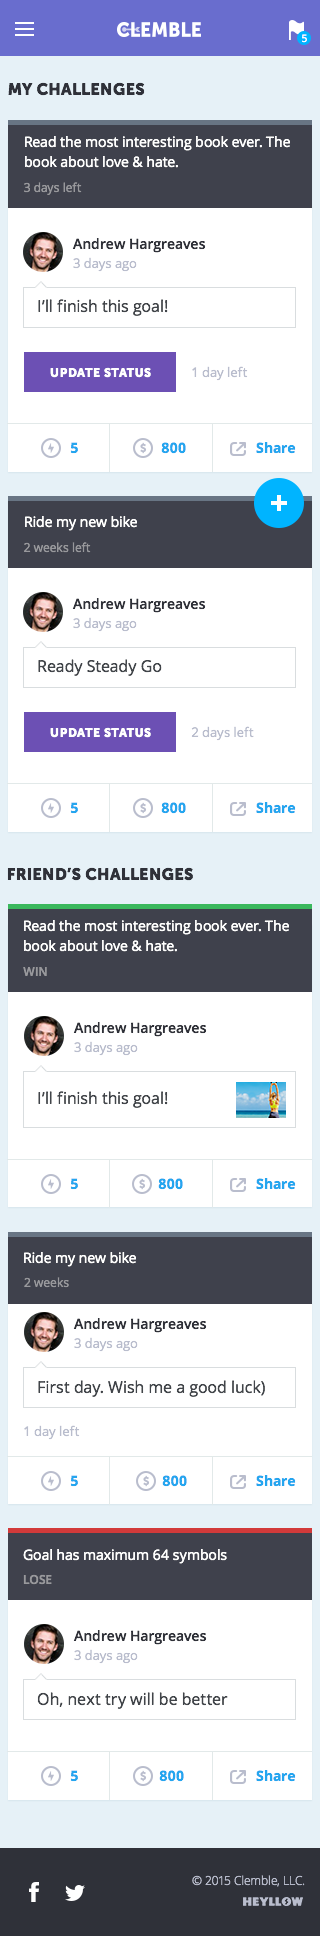 CLEMBLE
5
MY CHALLENGES
Read the most interesting book ever. The
book about love & hate.
3 days left
Andrew Hargreaves
3 days ago
I'll finish this goal!
UPDATE STATUS 1 day left
5 800 Share
Ride my new bike
2 weeks left
Andrew Hargreaves
3 days ago
Ready Steady Go
UPDATE STATUS 2 days left
5 800 Share
FRIEND'S CHALLENGES
Read the most interesting book ever. The
book about love & hate.
WIN
Andrew Hargreaves
3 days ago
I'll finish this goal!
5 800 Share
Ride my new bike
2 weeks
Andrew Hargreaves
3 days ago
First day. Wish me a good luck)
1 day left
5 800 Share
Goal has maximum 64 symbols
LOSE
Andrew Hargreaves
3 days ago
Oh, next try will be better
5 800 Share
© 2015 Clemble, LLC.
HEYLLOW